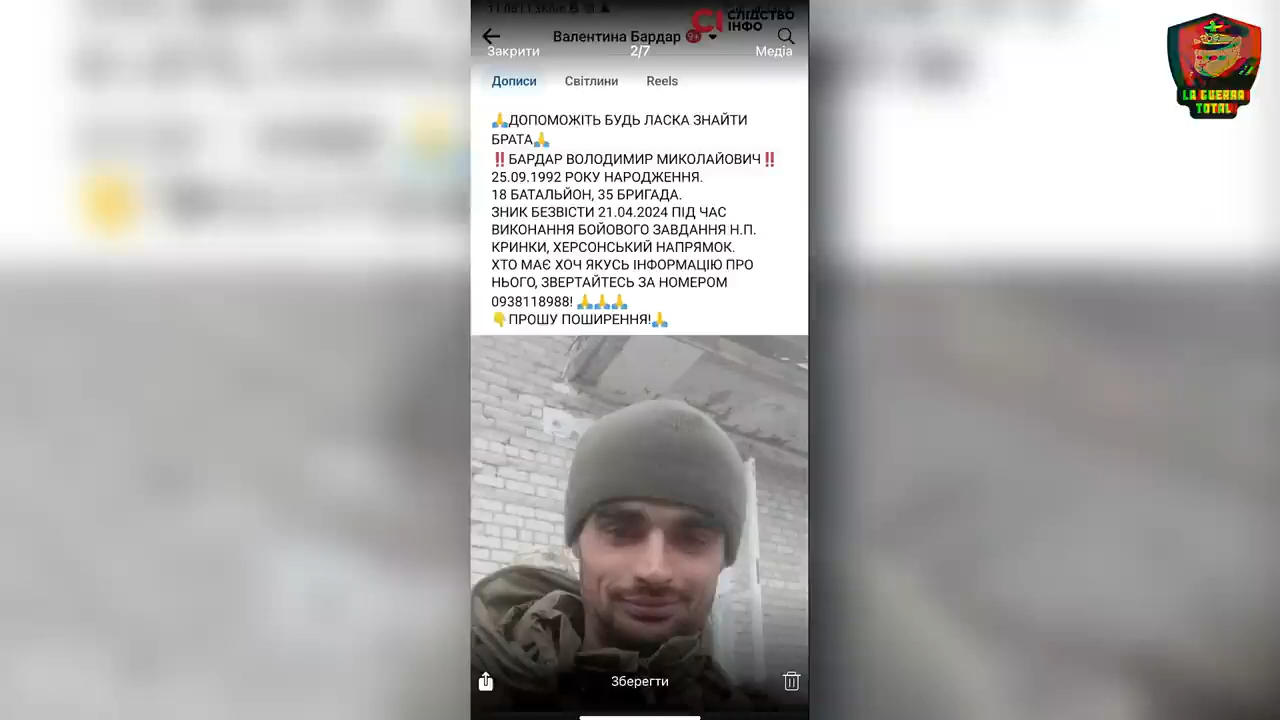 СЛІДСТВО
ІНФО
Валентина Бардар 9+
Закрити 2/7 Медіа
Дописи Світлини Reels
🙏ДОПОМОЖІТЬ БУДЬ ЛАСКА ЗНАЙТИ
БРАТА🙏
‼️БАРДАР ВОЛОДИМИР МИКОЛАЙОВИЧ‼️
25.09.1992 РОКУ НАРОДЖЕННЯ.
18 БАТАЛЬЙОН, 35 БРИГАДА.
ЗНИК БЕЗВІСТИ 21.04.2024 ПІД ЧАС
ВИКОНАННЯ БОЙОВОГО ЗАВДАННЯ Н.П.
КРИНКИ, ХЕРСОНСЬКИЙ НАПРЯМОК.
ХТО МАЄ ХОЧ ЯКУСЬ ІНФОРМАЦІЮ ПРО
НЬОГО, ЗВЕРТАЙТЕСЬ ЗА НОМЕРОМ
0938118988! 🙏🙏🙏
👇ПРОШУ ПОШИРЕННЯ!🙏
Зберегти
LA GUERRA
TOTAL